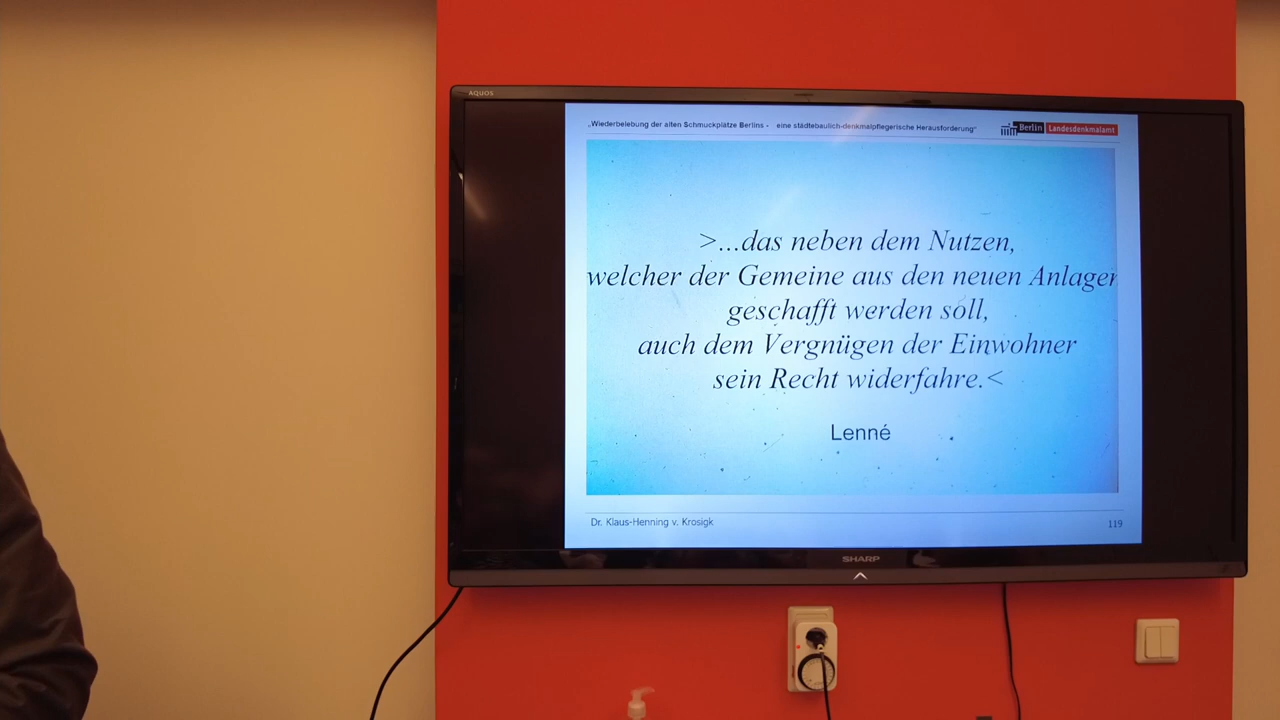 AQUOS
„Wiederbelebung der alten Schmuckplätze Berlins - eine städtebaulich-denkmalpflegerische Herausforderung“
Berlin Landesdenkmalamt
>...das neben dem Nutzen,
welcher der Gemeine aus den neuen Anlagen
geschafft werden soll,
auch dem Vergnügen der Einwohner
sein Recht widerfahre.<
Lenné
Dr. Klaus-Henning v. Krosigk
119
SHARP